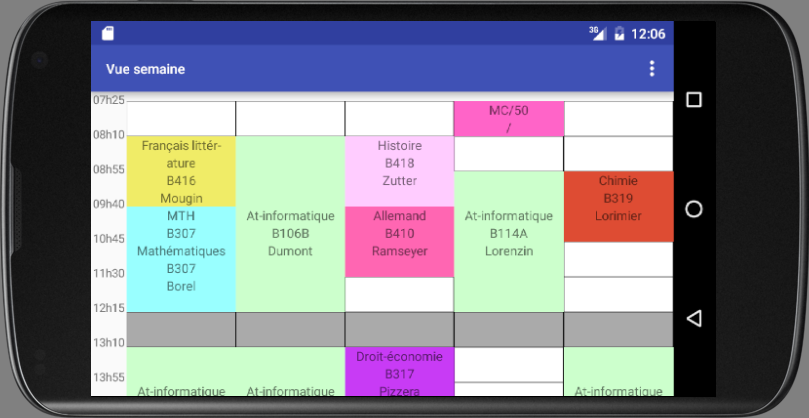 3G 12:06
Vue semaine
07h25
MC/50
/
08h10
Français littér-
ature
B416
Mougin
Histoire
B418
Zutter
08h55
Chimie
B319
Lorimier
09h40
MTH
B307
Mathématiques
B307
Borel
At-informatique
B106B
Dumont
Allemand
B410
Ramseyer
At-informatique
B114A
Lorenzin
10h45
11h30
12h15
13h10
Droit-économie
B317
Pizzera
13h55
At-informatique
At-informatique
At-informatique